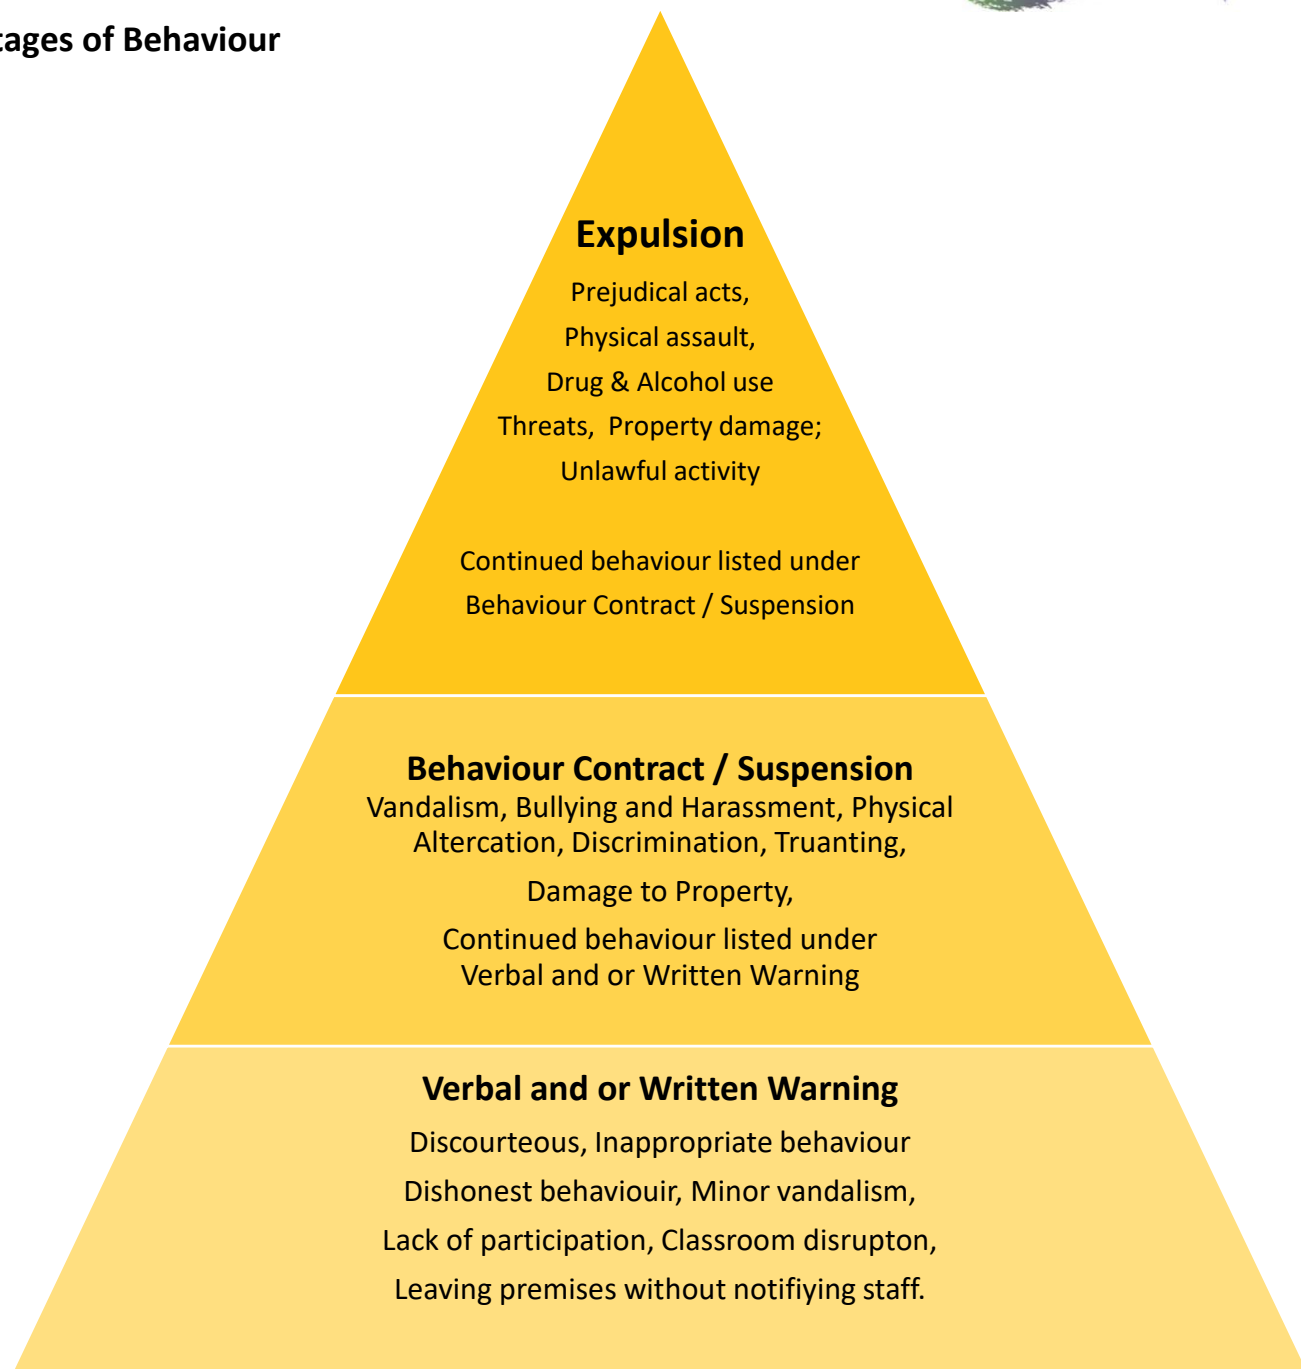 tages of Behaviour
Expulsion
Prejudical acts,
Physical assault,
Drug & Alcohol use
Threats,  Property damage;
Unlawful activity
Continued behaviour listed under
Behaviour Contract / Suspension
Behaviour Contract / Suspension
Vandalism, Bullying and Harassment, Physical
Altercation, Discrimination, Truanting,
Damage to Property,
Continued behaviour listed under
Verbal and or Written Warning
Verbal and or Written Warning
Discourteous, Inappropriate behaviour
Dishonest behaviouir, Minor vandalism,
Lack of participation, Classroom disrupton,
Leaving premises without notifiying staff.